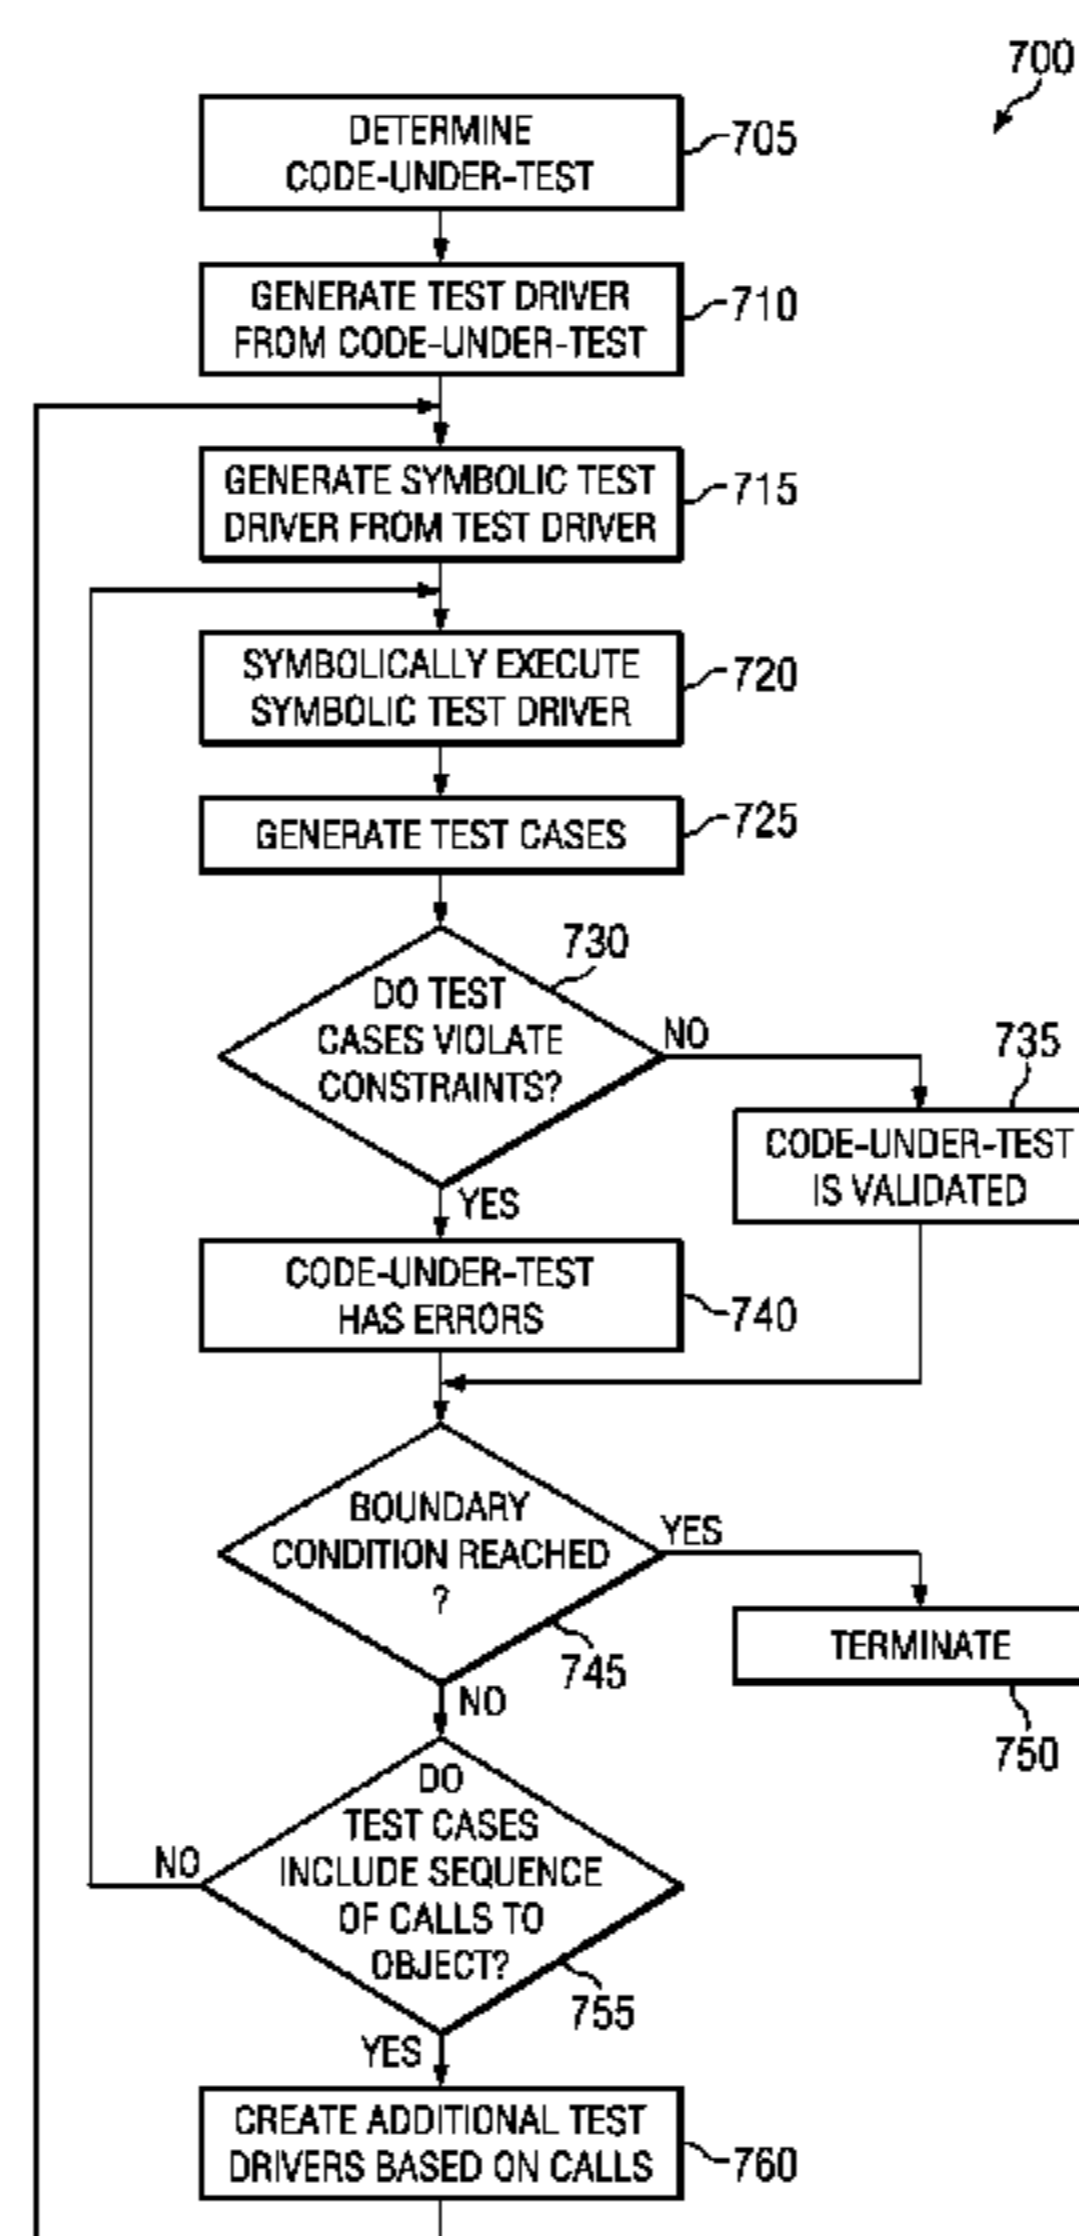 700
DETERMINE
CODE-UNDER-TEST
705
GENERATE TEST DRIVER
FROM CODE-UNDER-TEST
710
GENERATE SYMBOLIC TEST
DRIVER FROM TEST DRIVER
715
SYMBOLICALLY EXECUTE
SYMBOLIC TEST DRIVER
720
GENERATE TEST CASES
725
730
DO TEST
CASES VIOLATE
CONSTRAINTS?
NO
735
CODE-UNDER-TEST
IS VALIDATED
YES
CODE-UNDER-TEST
HAS ERRORS
740
BOUNDARY
CONDITION REACHED
?
YES
745
TERMINATE
750
NO
DO
TEST CASES
INCLUDE SEQUENCE
OF CALLS TO
OBJECT?
NO
755
YES
CREATE ADDITIONAL TEST
DRIVERS BASED ON CALLS
760